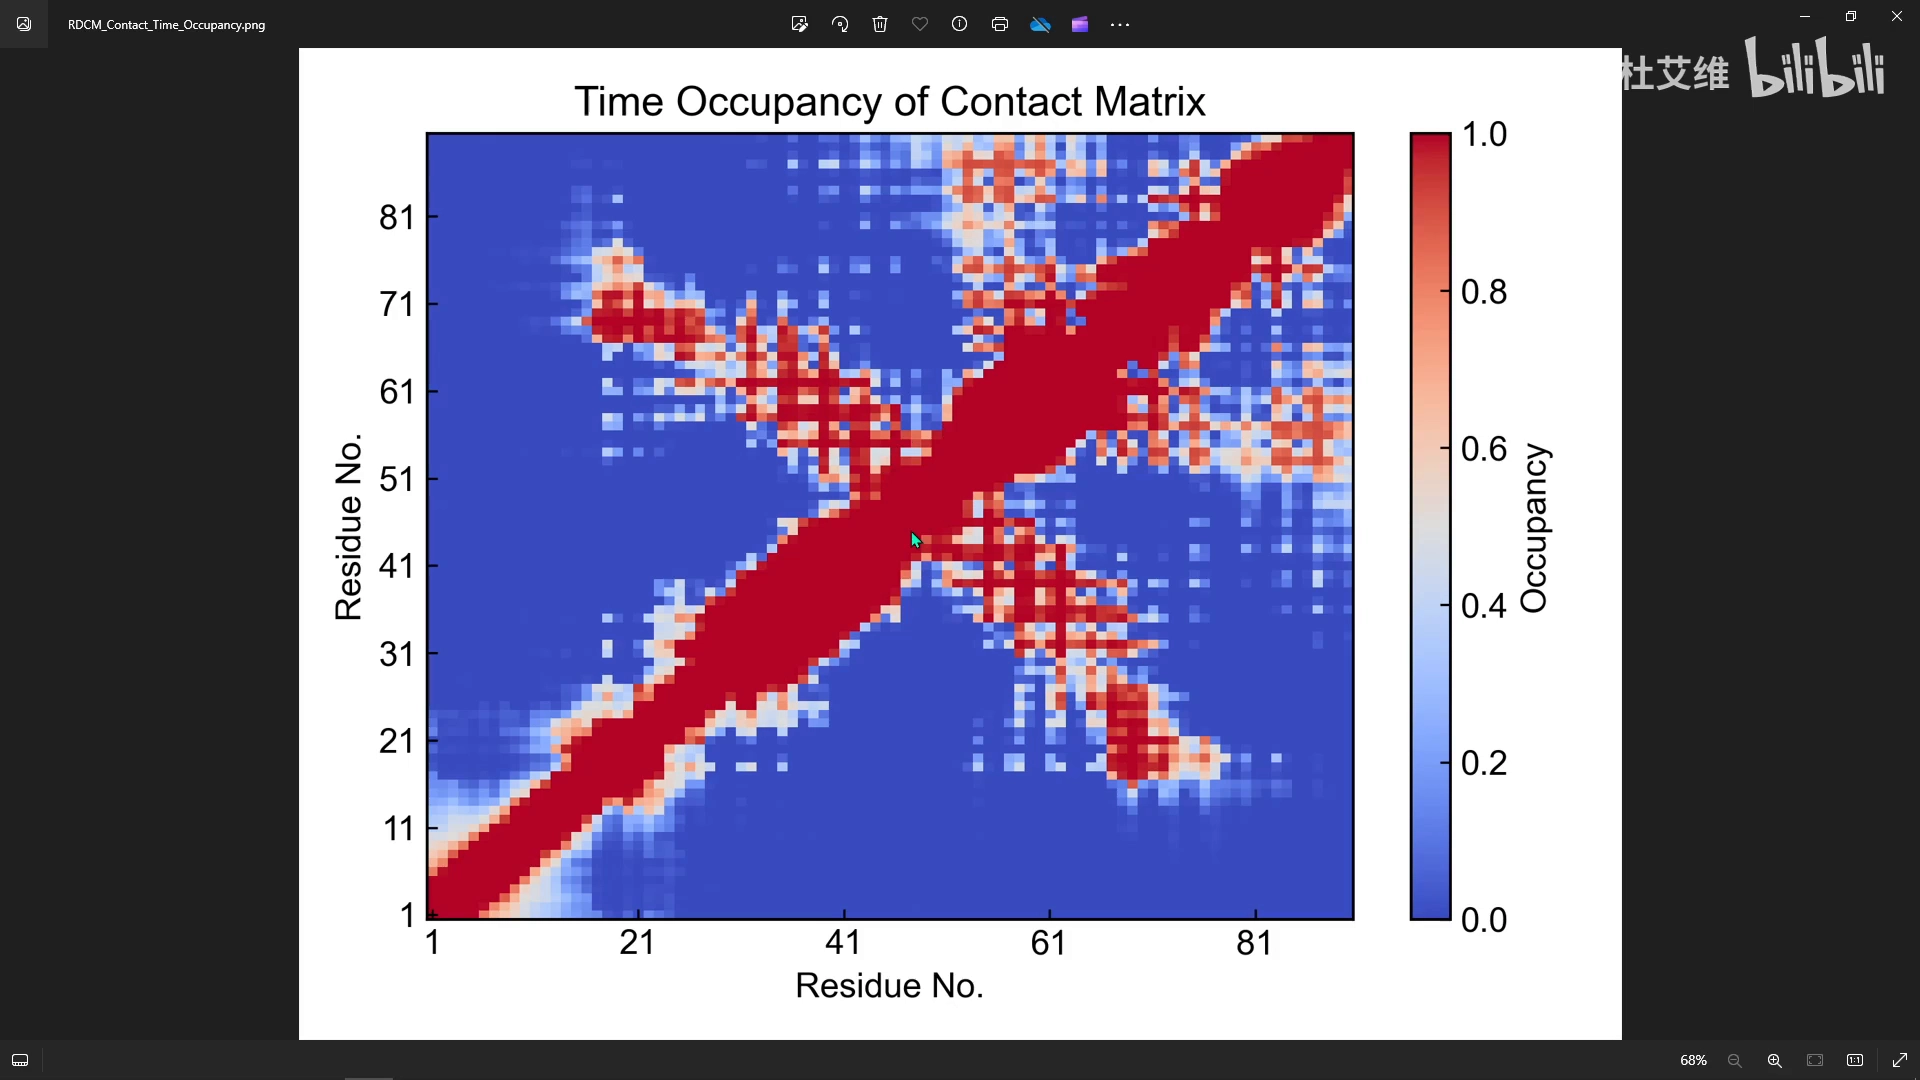 RDCM_Contact_Time_Occupancy.png
杜艾维 bilibili
Time Occupancy of Contact Matrix
1.0
81
0.8
71
61
0.6
Residue No.
51
Occupancy
41
0.4
31
21
0.2
11
1
0.0
1 21 41 61 81
Residue No.
68%
1:1